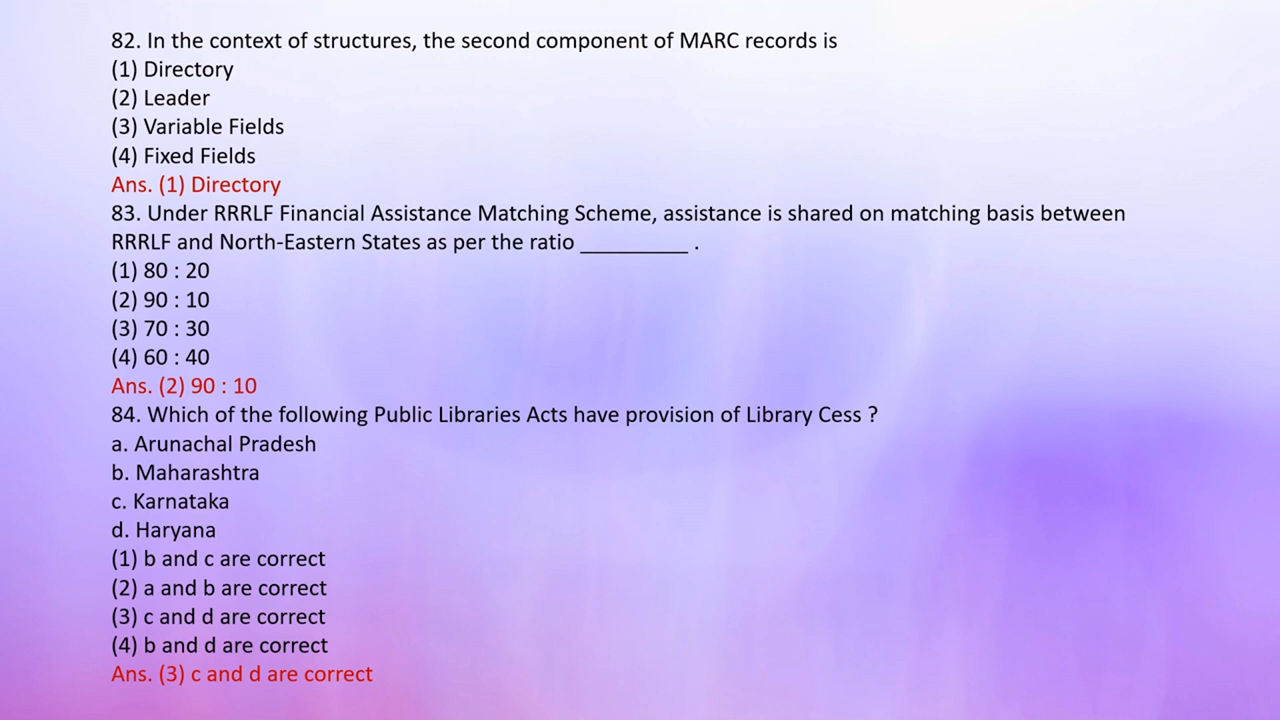 82. In the context of structures, the second component of MARC records is
(1) Directory
(2) Leader
(3) Variable Fields
(4) Fixed Fields
Ans. (1) Directory
83. Under RRRLF Financial Assistance Matching Scheme, assistance is shared on matching basis between
RRRLF and North-Eastern States as per the ratio _________ .
(1) 80 : 20
(2) 90 : 10
(3) 70 : 30
(4) 60 : 40
Ans. (2) 90 : 10
84. Which of the following Public Libraries Acts have provision of Library Cess ?
a. Arunachal Pradesh
b. Maharashtra
c. Karnataka
d. Haryana
(1) b and c are correct
(2) a and b are correct
(3) c and d are correct
(4) b and d are correct
Ans. (3) c and d are correct